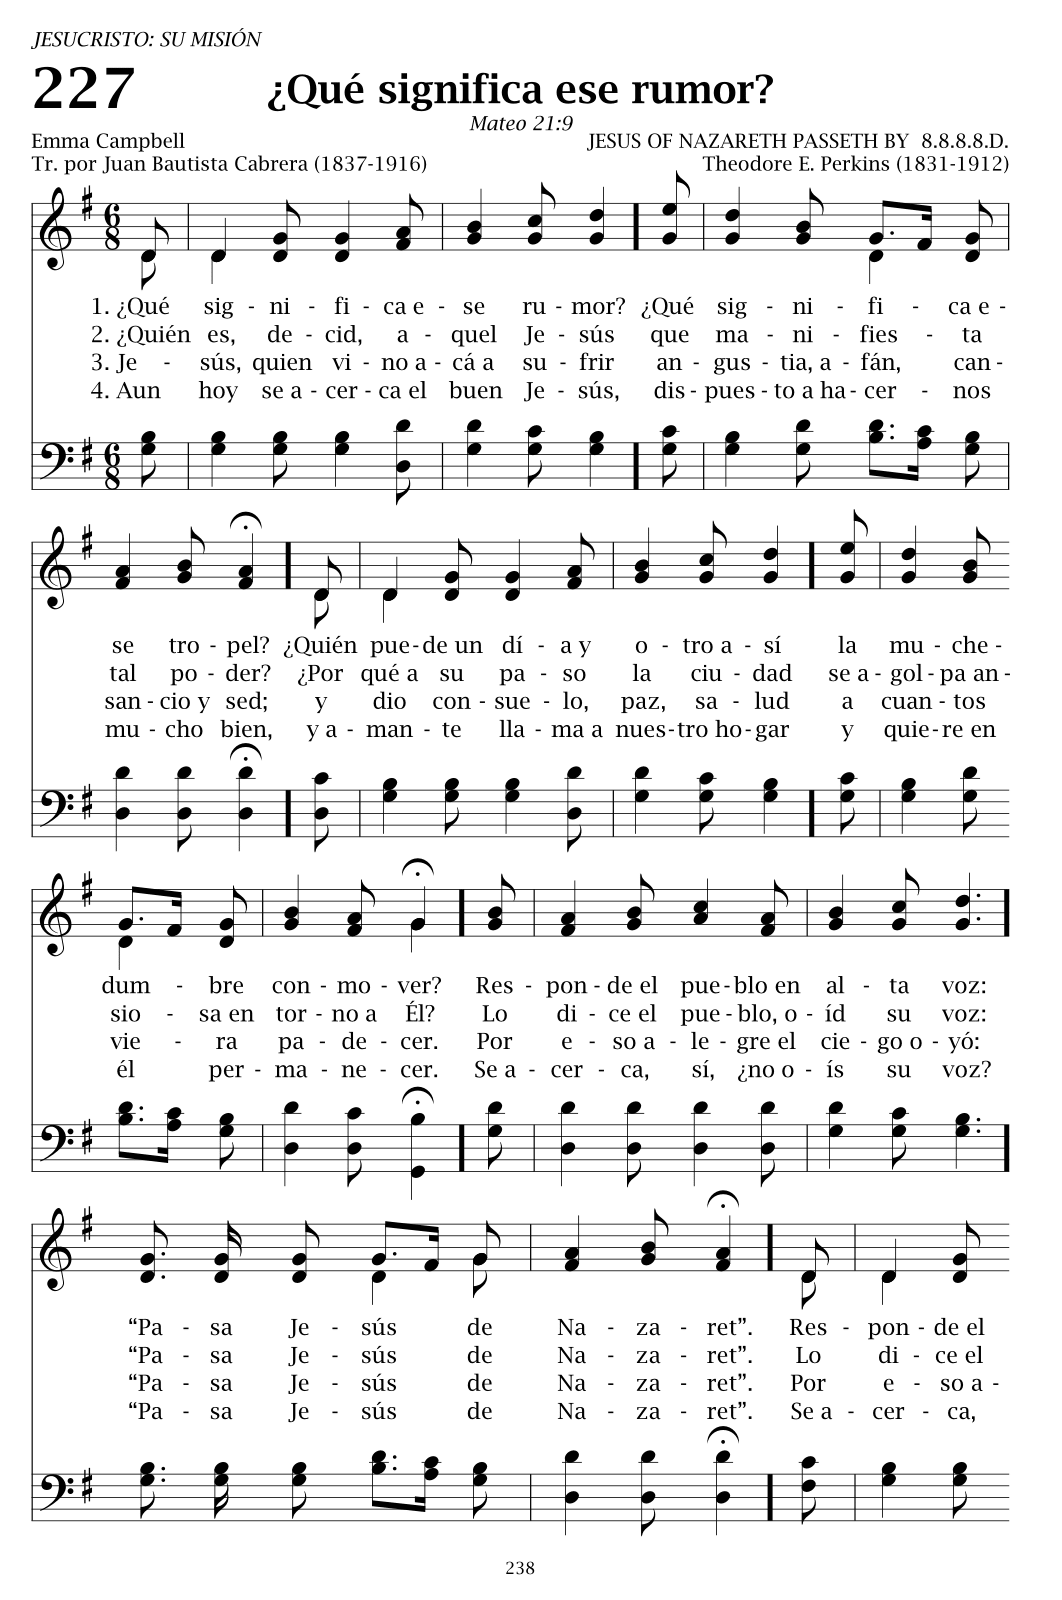 JESUCRISTO: SU MISIÓN
227
¿Qué significa ese rumor?
Mateo 21:9
Emma Campbell
JESUS OF NAZARETH PASSETH BY 8.8.8.8.D.
Tr. por Juan Bautista Cabrera (1837-1916)
Theodore E. Perkins (1831-1912)
1. ¿Qué sig - ni - fi - ca e - se ru - mor? ¿Qué sig - ni - fi - ca e -
2. ¿Quién es, de - cid, a - quel Je - sús que ma - ni - fies - ta
3. Je - sús, quien vi - no a - cá a su - frir an - gus - tia, a - fán, can -
4. Aun hoy se a - cer - ca el buen Je - sús, dis - pues - to a ha - cer - nos
se tro - pel? ¿Quién pue - de un dí - a y o - tro a - sí la mu - che -
tal po - der? ¿Por qué a su pa - so la ciu - dad se a - gol - pa an -
san - cio y sed; y dio con - sue - lo, paz, sa - lud a cuan - tos
mu - cho bien, y a - man - te lla - ma a nues - tro ho - gar y quie - re en
dum - bre con - mo - ver? Res - pon - de el pue - blo en al - ta voz:
sio - sa en tor - no a Él? Lo di - ce el pue - blo, o - íd su voz:
vie - ra pa - de - cer. Por e - so a - le - gre el cie - go o - yó:
él per - ma - ne - cer. Se a - cer - ca, sí, ¿no o - ís su voz?
“Pa - sa Je - sús de Na - za - ret”. Res - pon - de el
“Pa - sa Je - sús de Na - za - ret”. Lo di - ce el
“Pa - sa Je - sús de Na - za - ret”. Por e - so a -
“Pa - sa Je - sús de Na - za - ret”. Se a - cer - ca,
238